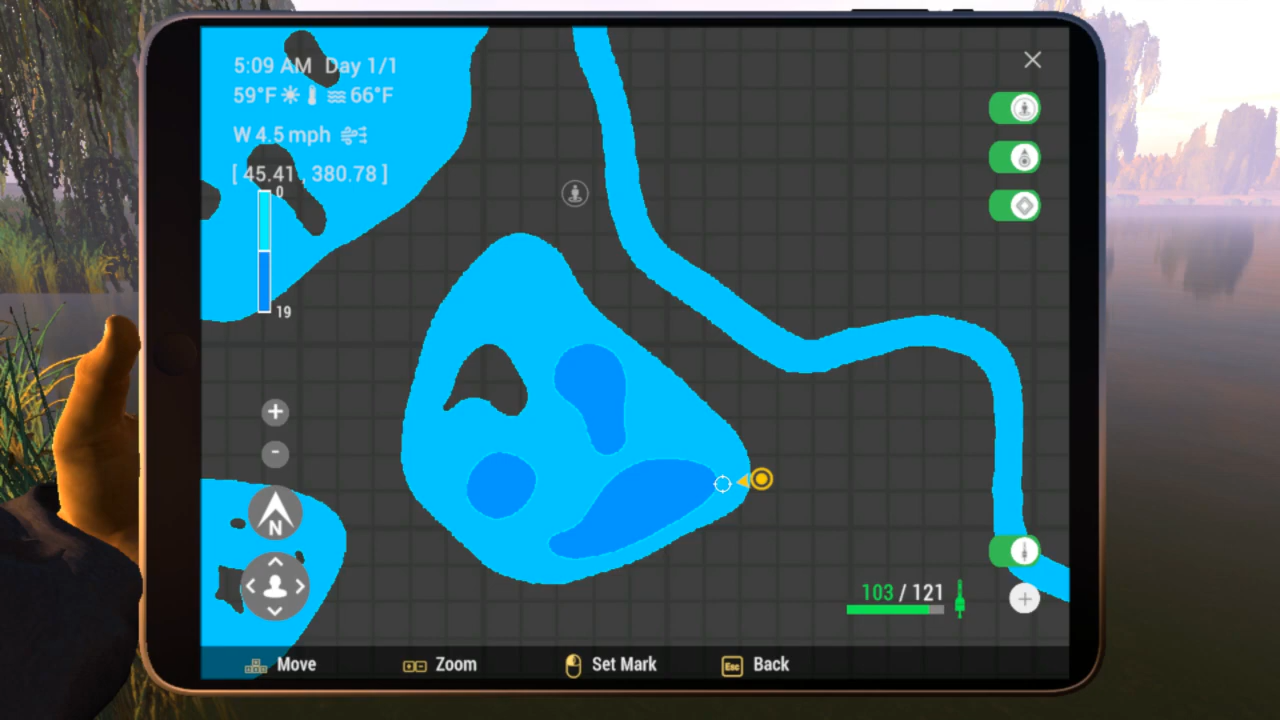 5:09 AM Day 1/1
59°F 66°F
W 4.5 mph
[ 45.41 , 380.78 ]
0
19
+
-
N
103 / 121
+
Move
Zoom
Set Mark
Esc Back